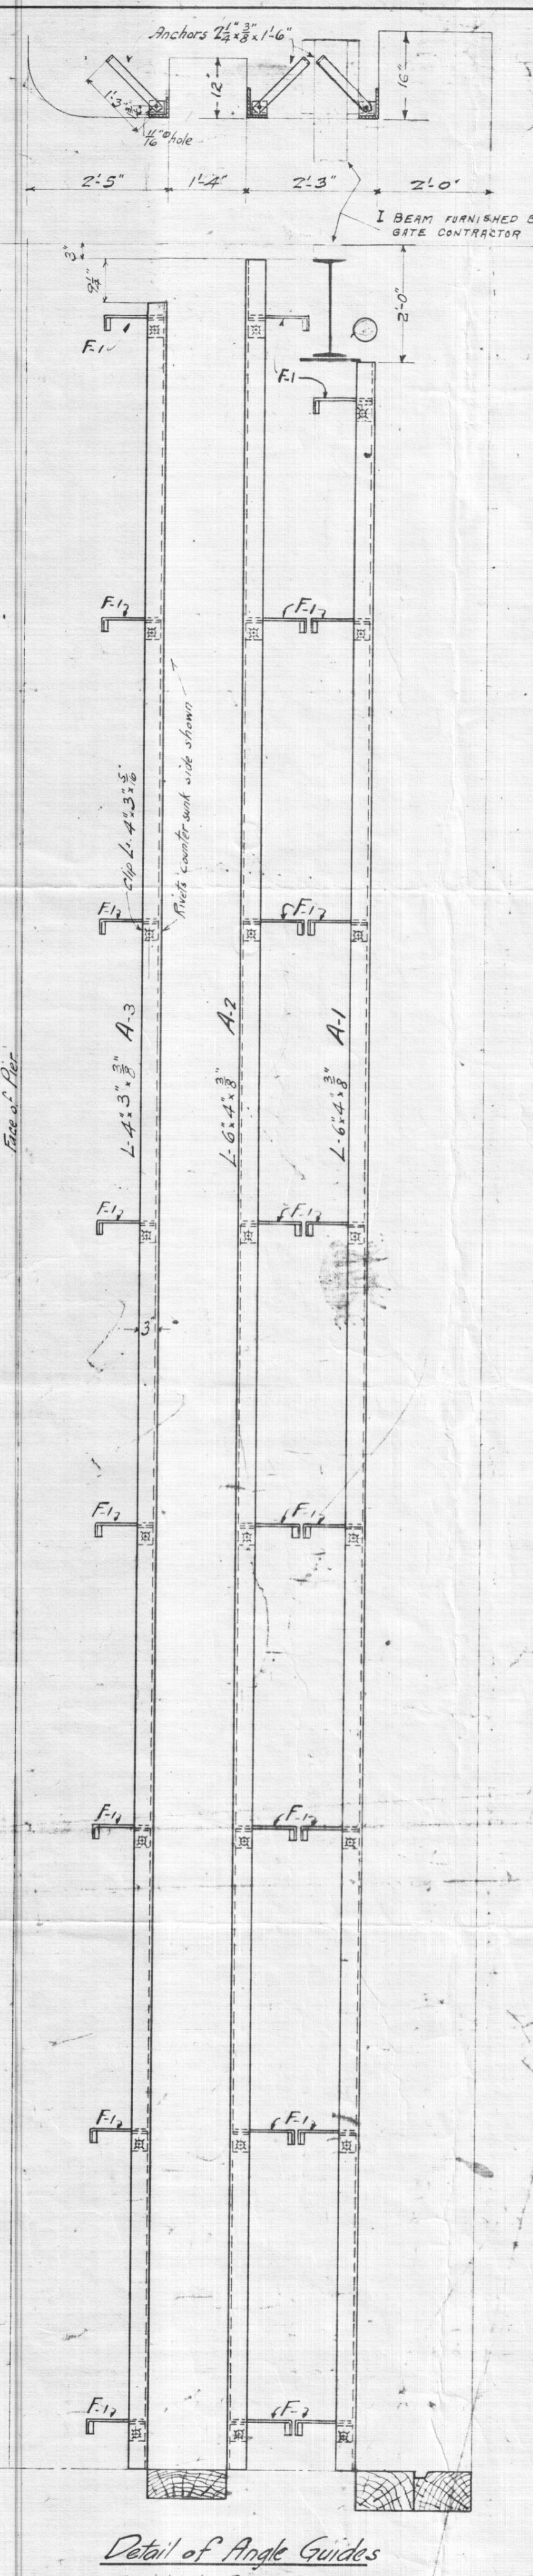 Anchors 2 1/4" x 3/8" x 1'-6"
1'-3"
12"
16"
11/16" ø hole
2'-5"
1'-4"
2'-3"
2'-0"
I BEAM FURNISHED
GATE CONTRACTOR
3"
2'-0"
F-1
F-1
F-1
F-1
Rivets counter sunk side shown
Clip L- 4" x 3" x 5/16"
F-1
F-1
L- 4" x 3" x 3/8" A-3
L- 6" x 4" x 3/8" A-2
L- 6" x 4" x 3/8" A-1
Face of Pier
F-1
F-1
3"
F-1
F-1
F-1
F-1
F-1
F-1
F-1
Detail of Angle Guides